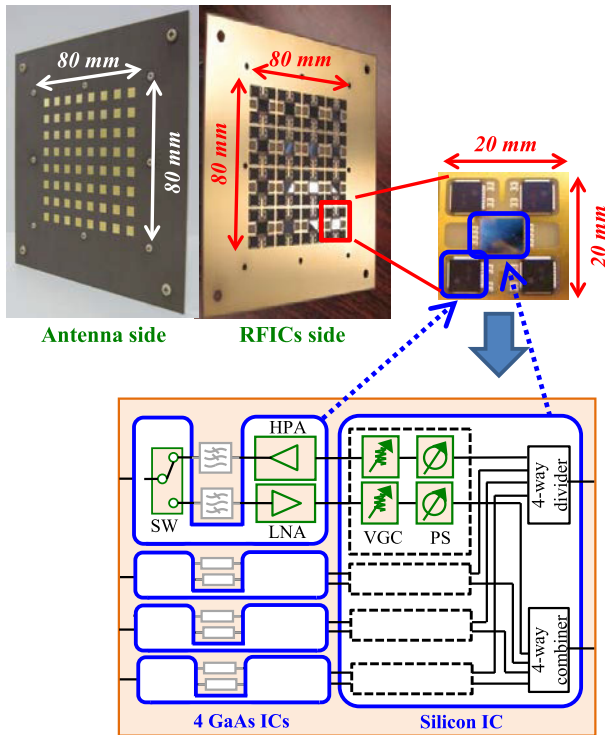 80 mm
80 mm
Antenna side
80 mm
80 mm
RFICs side
20 mm
20 mm
HPA
SW
LNA
VGC
PS
4-way
divider
4-way
combiner
4 GaAs ICs
Silicon IC